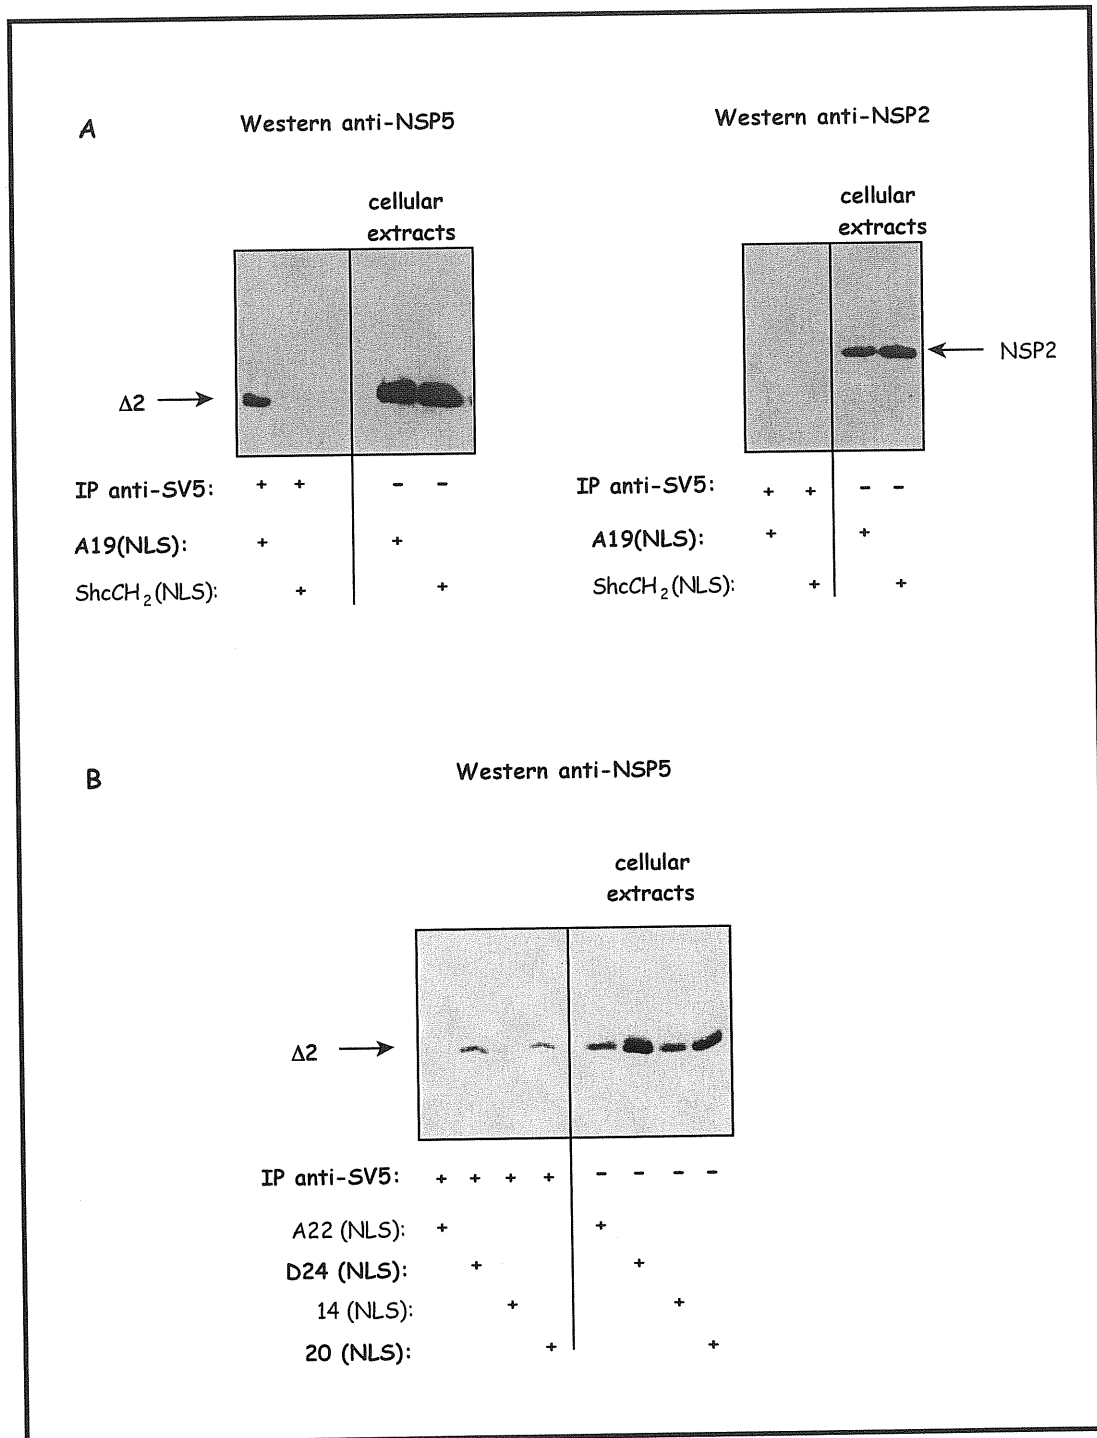 A
Western anti-NSP5
Western anti-NSP2
cellular
extracts
cellular
extracts
Δ2
NSP2
IP anti-SV5: + + - -
A19(NLS): + +
ShcCH₂(NLS): + +
IP anti-SV5: + + - -
A19(NLS): + +
ShcCH₂(NLS): + +
B
Western anti-NSP5
cellular
extracts
Δ2
IP anti-SV5: + + + + - - - -
A22 (NLS): + +
D24 (NLS): + +
14 (NLS): + +
20 (NLS): + +